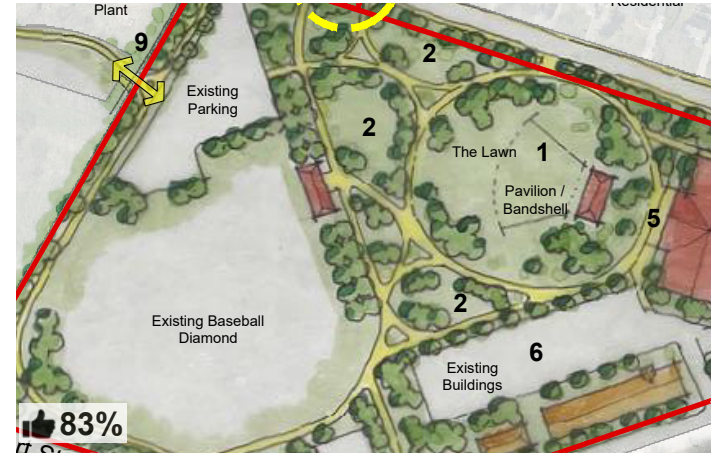 Plant
Residential
9
2
Existing
Parking
2
The Lawn
1
Pavilion /
Bandshell
5
2
Existing Baseball
Diamond
6
Existing
Buildings
83%